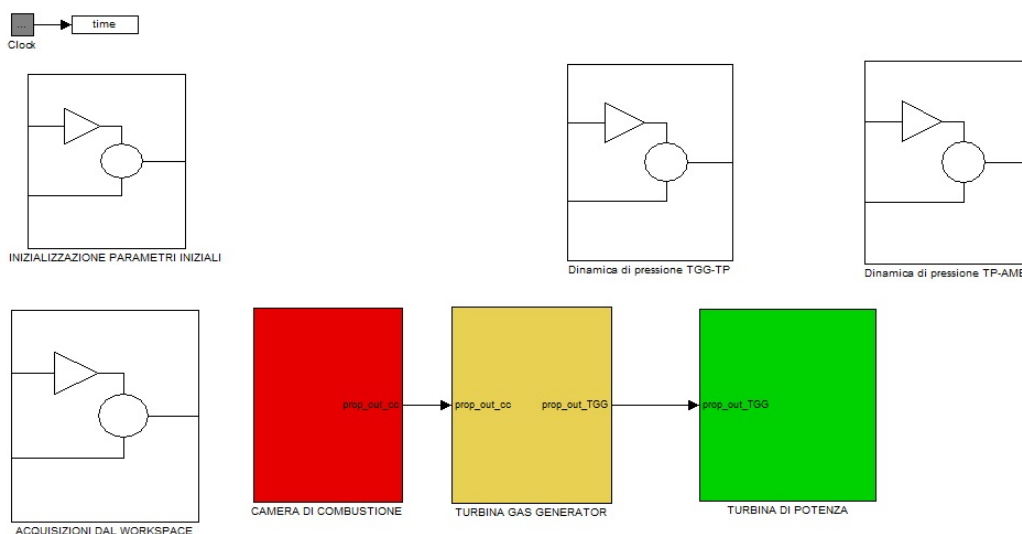 ...
time
Clock
INIZIALIZZAZIONE PARAMETRI INIZIALI
Dinamica di pressione TGG-TP
Dinamica di pressione TP-AMB
prop_out_cc
prop_out_cc
prop_out_TGG
prop_out_TGG
ACQUISIZIONI DAL WORKSPACE
CAMERA DI COMBUSTIONE
TURBINA GAS GENERATOR
TURBINA DI POTENZA